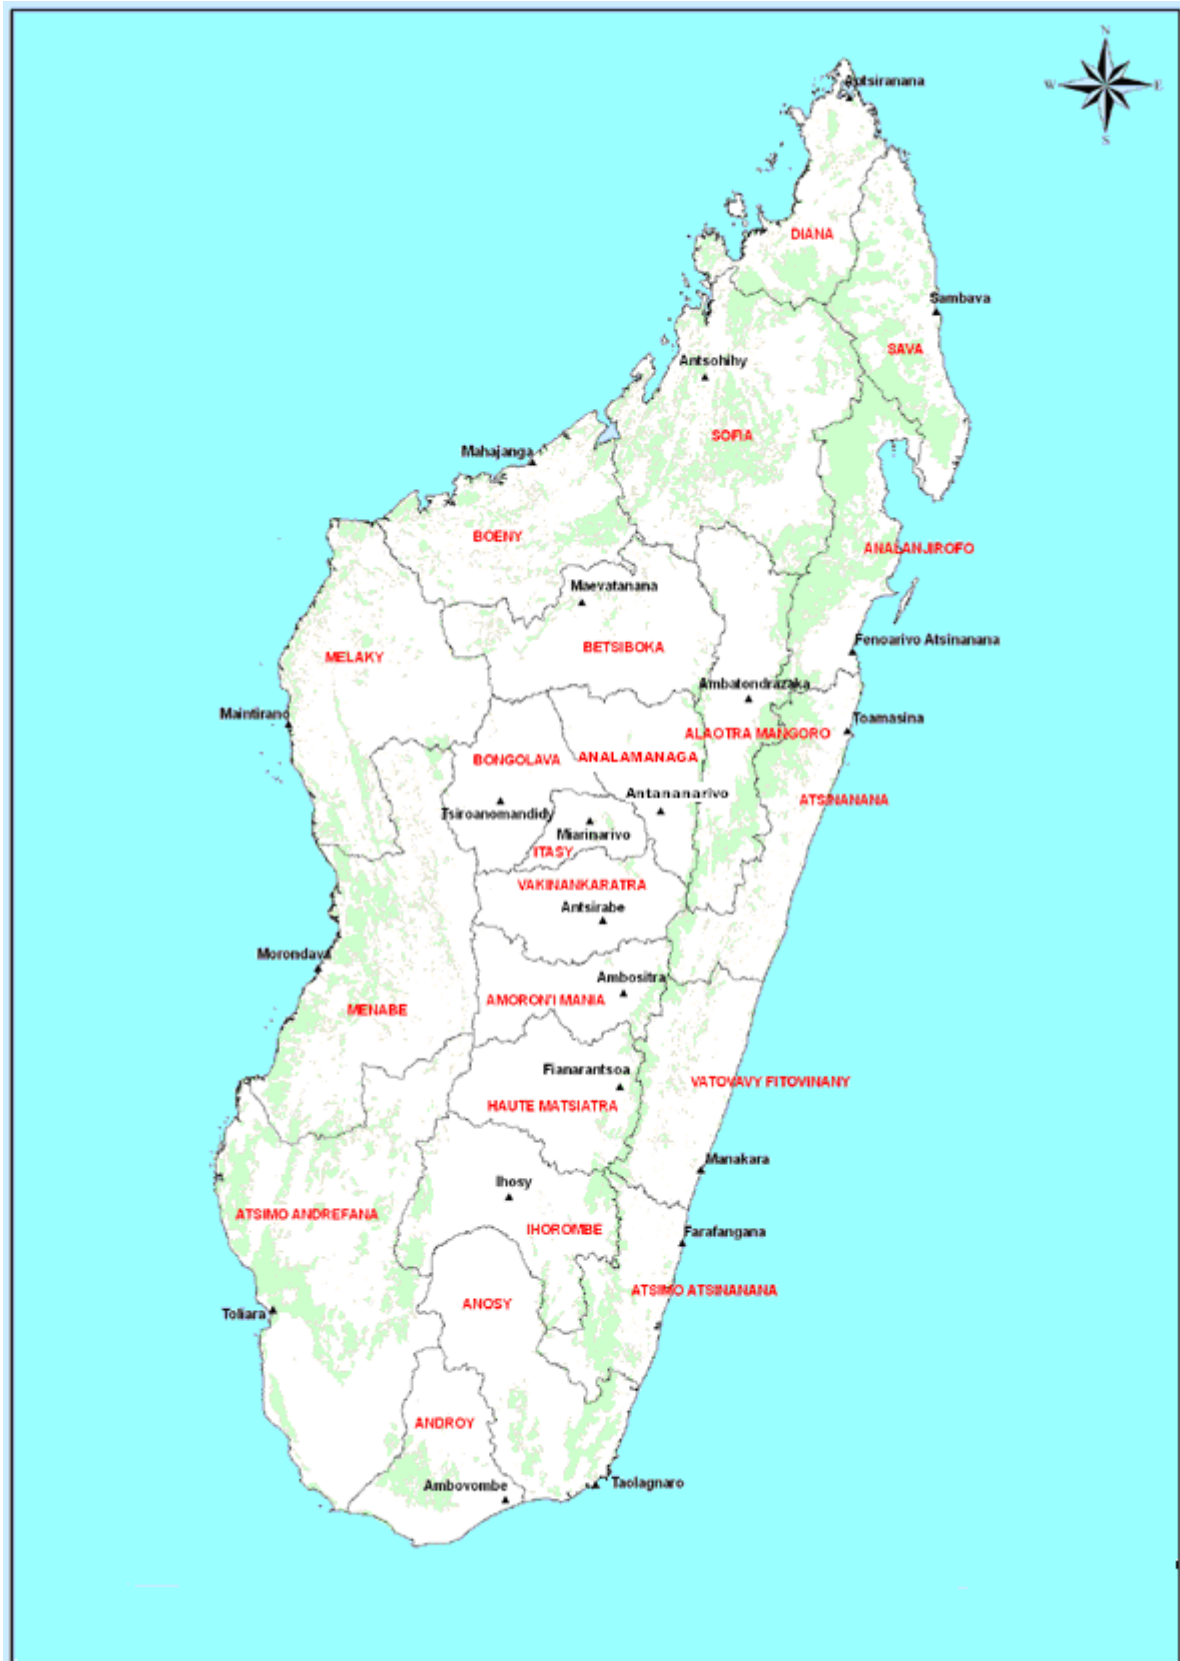 N
W
E
S
Antsiranana
DIANA
Sambava
SAVA
Antsohihy
SOFIA
Mahajanga
BOENY
ANALANJIROFO
Maevatanana
BETSIBOKA
Fenoarivo Atsinanana
MELAKY
Ambatondrazaka
Maintirano
Toamasina
ALAOTRA MANGORO
BONGOLAVA
ANALAMANAGA
Antananarivo
ATSINANANA
Tsiroanomandidy
Miarinarivo
ITASY
VAKINANKARATRA
Antsirabe
Morondava
Ambositra
AMORON'I MANIA
MENABE
Fianarantsoa
VATOVAVY FITOVINANY
HAUTE MATSIATRA
Manakara
Ihosy
ATSIMO ANDREFANA
IHOROMBE
Farafangana
ATSIMO ATSINANANA
ANOSY
Toliara
ANDROY
Ambovombe
Taolagnaro